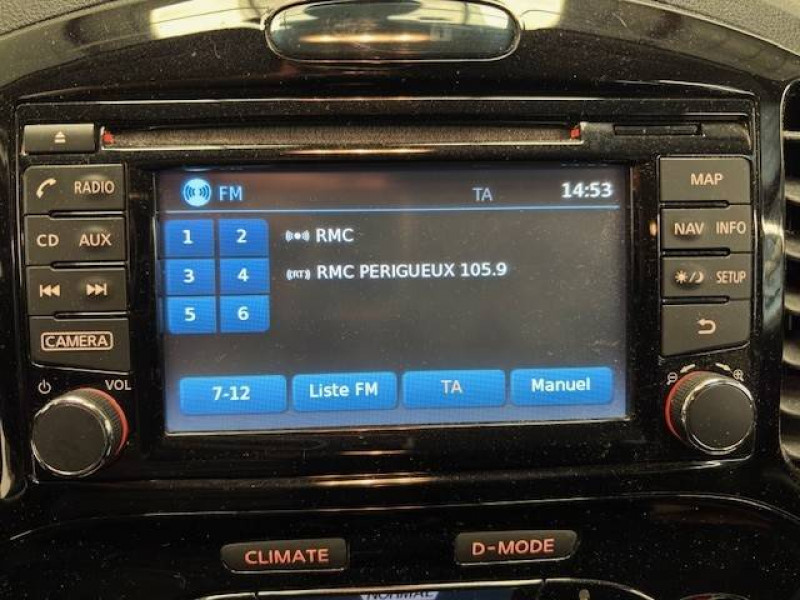 FM TA 14:53
1 2 RMC
3 4 RMC PERIGUEUX 105.9
5 6
7-12 Liste FM TA Manuel
RADIO
CD AUX
CAMERA
VOL
MAP
NAV INFO
SETUP
CLIMATE D-MODE
NORMAL